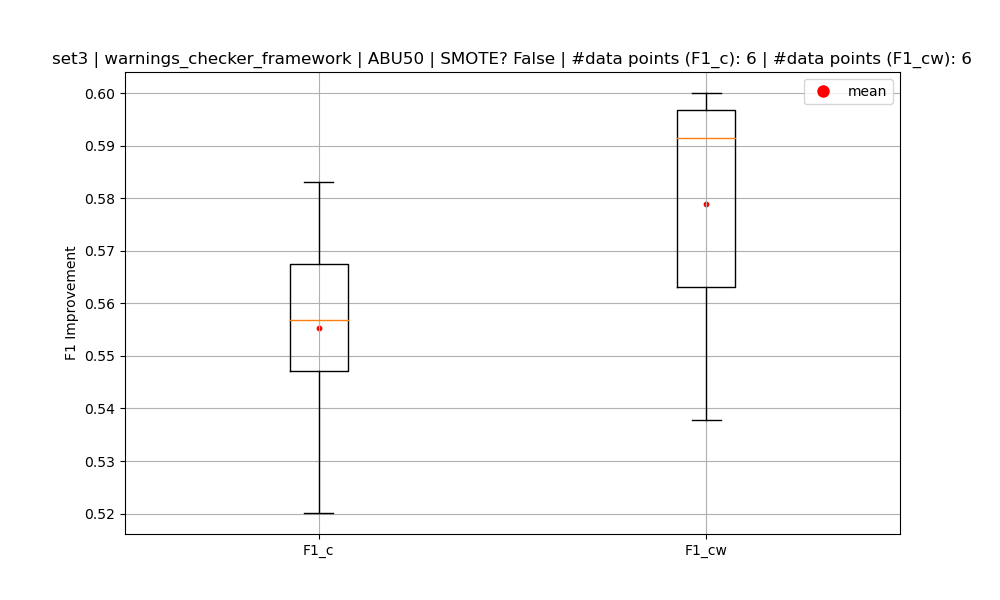 set3 | warnings_checker_framework | ABU50 | SMOTE? False | #data points (F1_c): 6 | #data points (F1_cw): 6
mean
0.60
0.59
0.58
0.57
0.56
0.55
0.54
0.53
0.52
F1 Improvement
F1_c
F1_cw